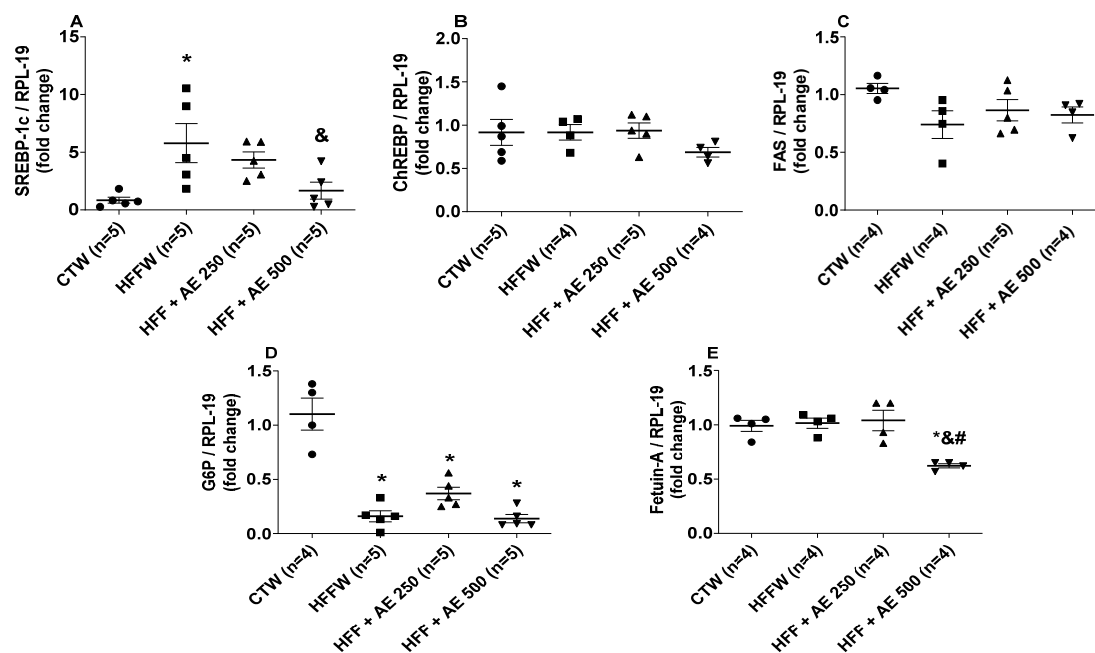 A
SREBP-1c / RPL-19
(fold change)
15
10
5
0
*
&
CTW (n=5)
HFFW (n=5)
HFF + AE 250 (n=5)
HFF + AE 500 (n=5)
B
ChREBP / RPL-19
(fold change)
2.0
1.5
1.0
0.5
0.0
CTW (n=5)
HFFW (n=4)
HFF + AE 250 (n=5)
HFF + AE 500 (n=4)
C
FAS / RPL-19
(fold change)
1.5
1.0
0.5
0.0
CTW (n=4)
HFFW (n=4)
HFF + AE 250 (n=5)
HFF + AE 500 (n=4)
D
G6P / RPL-19
(fold change)
1.5
1.0
0.5
0.0
*
*
*
CTW (n=4)
HFFW (n=5)
HFF + AE 250 (n=5)
HFF + AE 500 (n=5)
E
Fetuin-A / RPL-19
(fold change)
1.5
1.0
0.5
0.0
*&#
CTW (n=4)
HFFW (n=4)
HFF + AE 250 (n=4)
HFF + AE 500 (n=4)